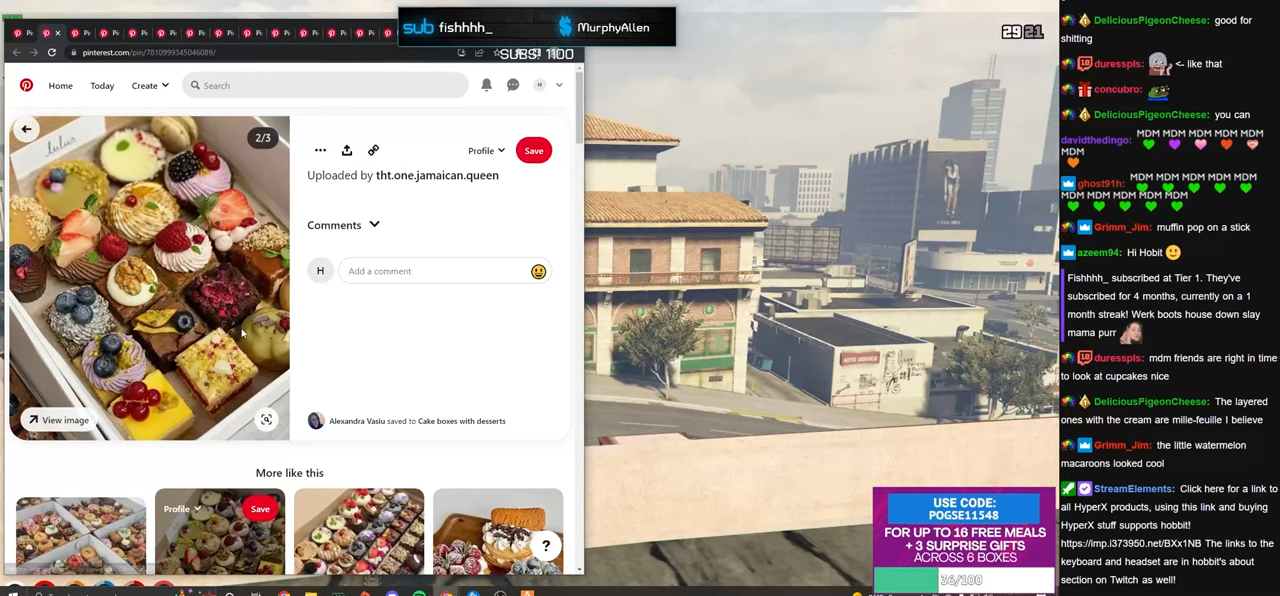 sub fishhhh_ MurphyAllen
SUBS: 1100
2921
pinterest.com/pin/7810999345046089/
Home Today Create Search H
lulus
2/3
Profile Save
Uploaded by tht.one.jamaican.queen
Comments
H Add a comment
View image
Alexandra Vasiu saved to Cake boxes with desserts
More like this
Profile Save
?
AUTO SERVICE
USE CODE:
POGSE11548
FOR UP TO 16 FREE MEALS
+ 3 SURPRISE GIFTS
ACROSS 6 BOXES
36/100
DeliciousPigeonCheese: good for
shitting
duresspls: <- like that
concubro:
DeliciousPigeonCheese: you can
davidthedingo: MDM MDM MDM MDM MDM
MDM
ghost91h: MDM MDM MDM MDM MDM
MDM MDM MDM MDM MDM
Grimm_Jim: muffin pop on a stick
azeem94: Hi Hobit
Fishhhh_ subscribed at Tier 1. They've
subscribed for 4 months, currently on a 1
month streak! Werk boots house down slay
mama purr
duresspls: mdm friends are right in time
to look at cupcakes nice
DeliciousPigeonCheese: The layered
ones with the cream are mille-feuille I believe
Grimm_Jim: the little watermelon
macaroons looked cool
StreamElements: Click here for a link to
all HyperX products, using this link and buying
HyperX stuff supports hobbit!
https://imp.i373950.net/BXx1NB The links to the
keyboard and headset are in hobbit's about
section on Twitch as well!